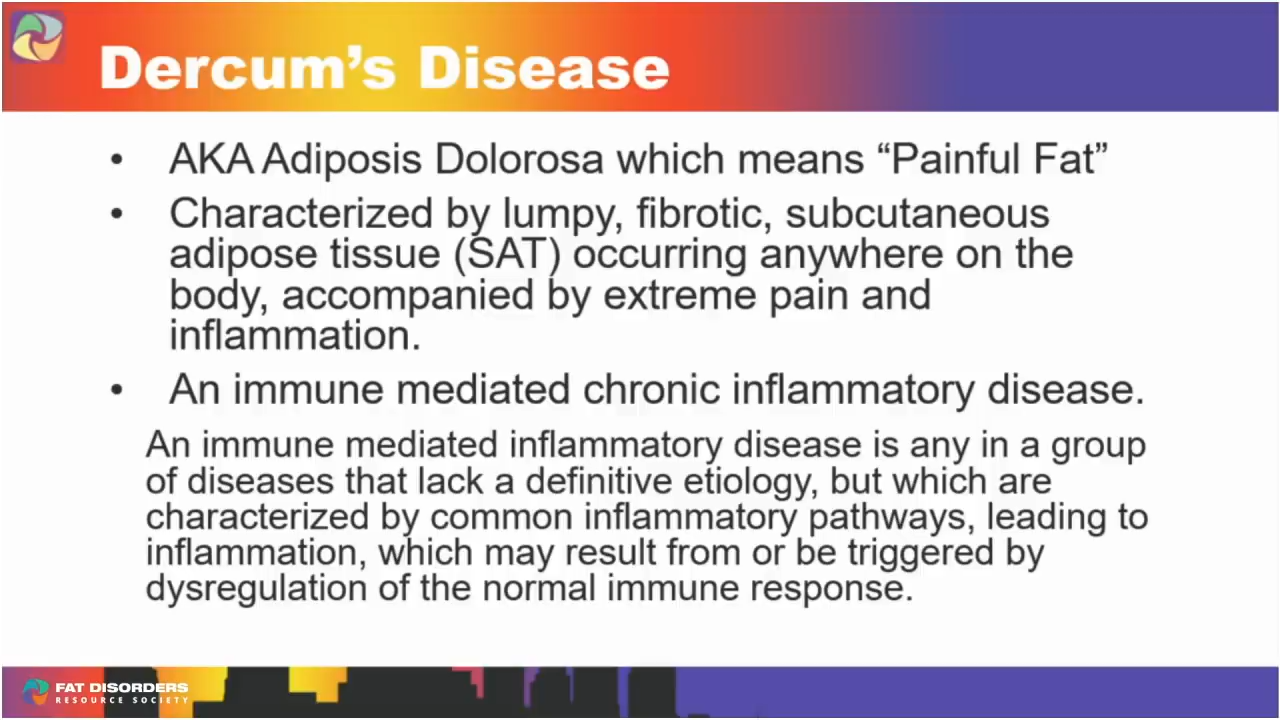 Dercum’s Disease
• AKA Adiposis Dolorosa which means “Painful Fat”
• Characterized by lumpy, fibrotic, subcutaneous
adipose tissue (SAT) occurring anywhere on the
body, accompanied by extreme pain and
inflammation.
• An immune mediated chronic inflammatory disease.
An immune mediated inflammatory disease is any in a group
of diseases that lack a definitive etiology, but which are
characterized by common inflammatory pathways, leading to
inflammation, which may result from or be triggered by
dysregulation of the normal immune response.
FAT DISORDERS
RESOURCE SOCIETY